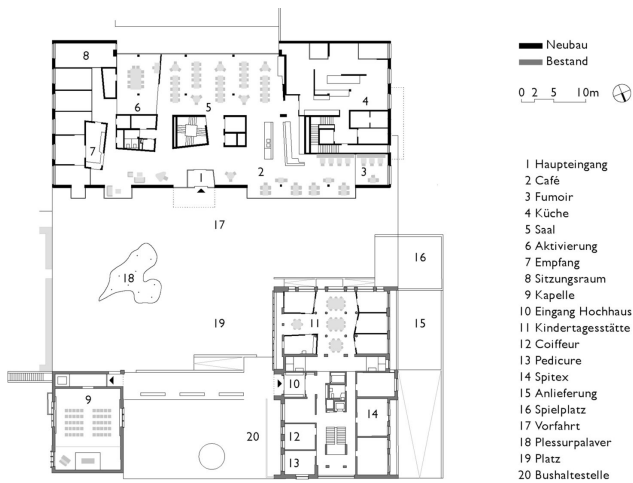 Neubau
Bestand
0 2 5 10m
1 Haupteingang
2 Café
3 Fumoir
4 Küche
5 Saal
6 Aktivierung
7 Empfang
8 Sitzungsraum
9 Kapelle
10 Eingang Hochhaus
11 Kindertagesstätte
12 Coiffeur
13 Pedicure
14 Spitex
15 Anlieferung
16 Spielplatz
17 Vorfahrt
18 Plessurpalaver
19 Platz
20 Bushaltestelle
8
6
5
4
7
1
2
3
17
16
18
19
11
15
10
9
14
20
12
13